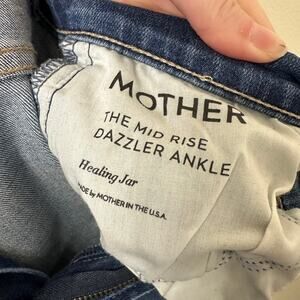 MOTHER
THE MID RISE
DAZZLER ANKLE
Healing Jar
MADE by MOTHER IN THE U.S.A.